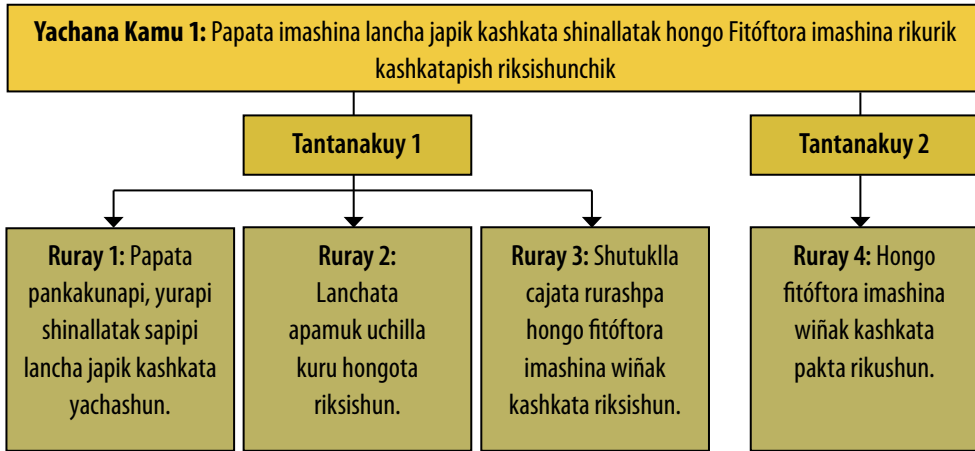 Yachana Kamu 1: Papata imashina lancha japik kashkata shinallatak hongo Fitóftora imashina rikurik
kashkatapish riksishunchik
Tantanakuy 1
Tantanakuy 2
Ruray 1: Papata
pankakunapi, yurapi
shinallatak sapipi
lancha japik kashkata
yachashun.
Ruray 2:
Lanchata
apamuk uchilla
kuru hongota
riksishun.
Ruray 3: Shutuklla
cajata rurashpa
hongo fitóftora
imashina wiñak
kashkata riksishun.
Ruray 4: Hongo
fitóftora imashina
wiñak kashkata
pakta rikushun.